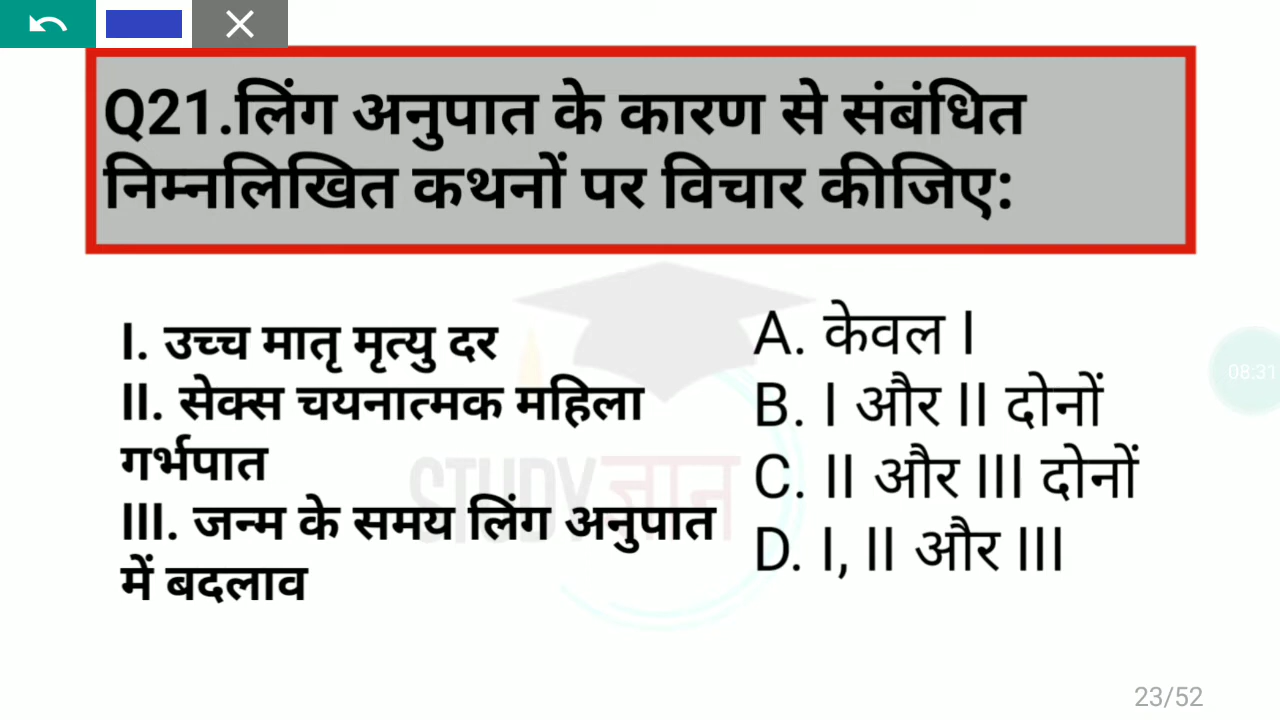 Q21.लिंग अनुपात के कारण से संबंधित
निम्नलिखित कथनों पर विचार कीजिए:
I. उच्च मातृ मृत्यु दर
II. सेक्स चयनात्मक महिला
गर्भपात
III. जन्म के समय लिंग अनुपात
में बदलाव
A. केवल I
B. I और II दोनों
C. II और III दोनों
D. I, II और III
STUDYज्ञान
08:31
23/52